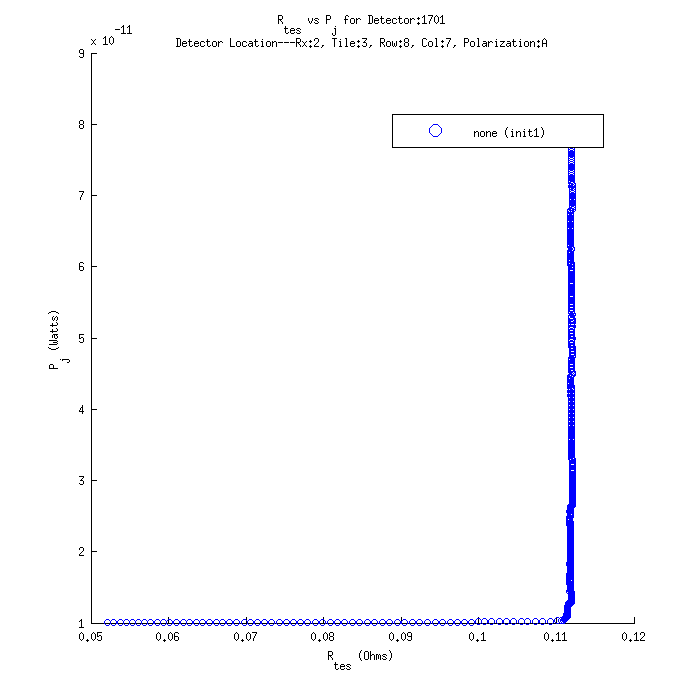 R_tes vs P_j for Detector:1701
x 10^-11
Detector Location---Rx:2, Tile:3, Row:8, Col:7, Polarization:A
9
8
none (init1)
7
6
5
P_j (Watts)
4
3
2
1
0.05 0.06 0.07 0.08 0.09 0.1 0.11 0.12
R_tes (Ohms)